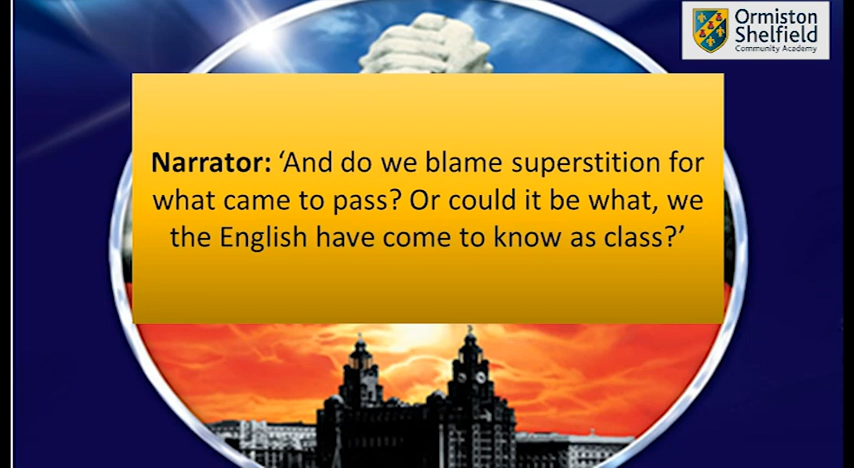 Ormiston
Shelfield
Community Academy
Narrator: ‘And do we blame superstition for
what came to pass? Or could it be what, we
the English have come to know as class?’